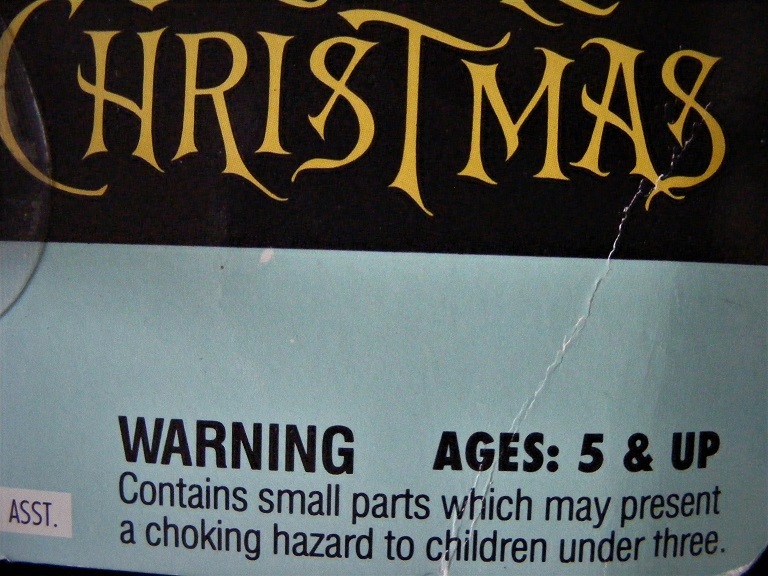 CHRISTMAS
WARNING AGES: 5 & UP
Contains small parts which may present
ASST.
a choking hazard to children under three.